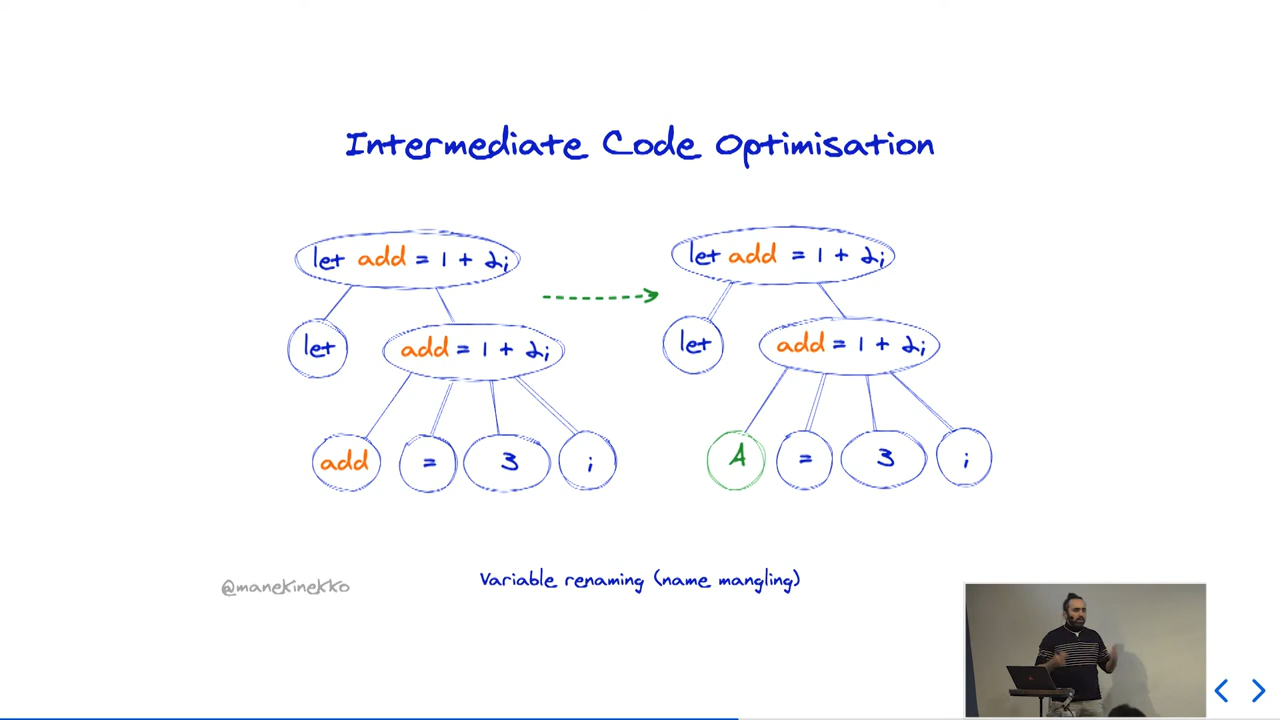 Intermediate Code Optimisation
let add = 1 + 2;
let add = 1 + 2;
let
add = 1 + 2;
let
add = 1 + 2;
add
=
3
;
A
=
3
;
@manekinekko
Variable renaming (name mangling)